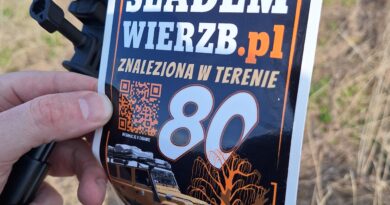 ŚLADEM
WIERZB.pl
ZNALEZIONA W TERENIE
80